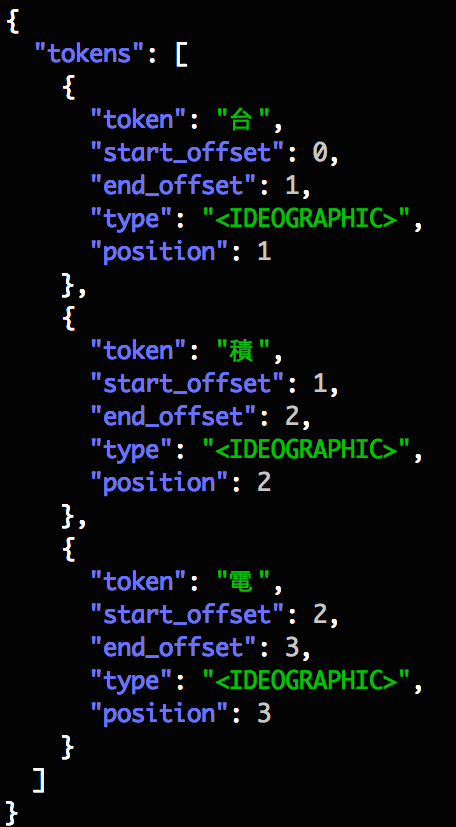 {
  "tokens": [
    {
      "token": "台",
      "start_offset": 0,
      "end_offset": 1,
      "type": "<IDEOGRAPHIC>",
      "position": 1
    },
    {
      "token": "積",
      "start_offset": 1,
      "end_offset": 2,
      "type": "<IDEOGRAPHIC>",
      "position": 2
    },
    {
      "token": "電",
      "start_offset": 2,
      "end_offset": 3,
      "type": "<IDEOGRAPHIC>",
      "position": 3
    }
  ]
}